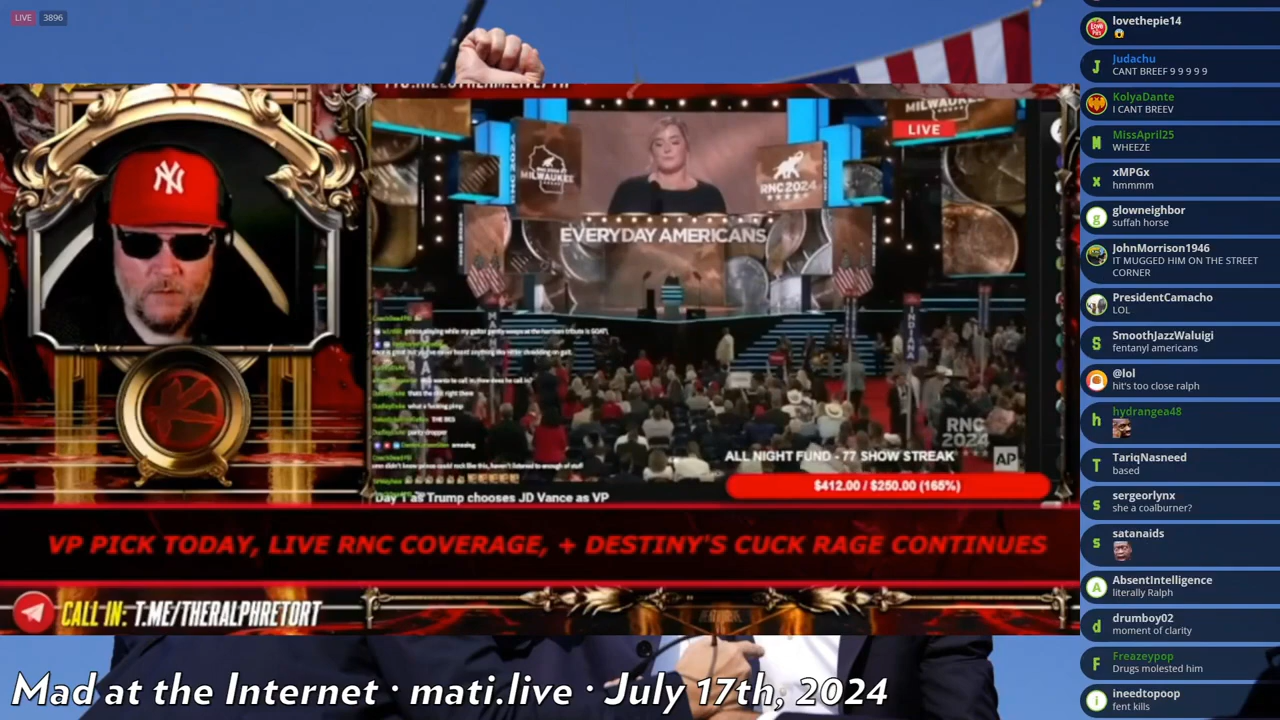 LIVE 3896
MILWAUKEE
LIVE
RNC 2024
MILWAUKEE
RNC2024
EVERYDAY AMERICANS
INDIANA
RNC
2024
AP
ALL NIGHT FUND - 77 SHOW STREAK
$412.00 / $250.00 (165%)
Day 1 as Trump chooses JD Vance as VP
VP PICK TODAY, LIVE RNC COVERAGE, + DESTINY'S CUCK RAGE CONTINUES
CALL IN: T.ME/THERALPHRETORT
Mad at the Internet · mati.live · July 17th, 2024
lovethepie14
Judachu
CANT BREEF 9 9 9 9 9
KolyaDante
I CANT BREEV
MissApril25
WHEEZE
xMPGx
hmmmm
glowneighbor
suffah horse
JohnMorrison1946
IT MUGGED HIM ON THE STREET
CORNER
PresidentCamacho
LOL
SmoothJazzWaluigi
fentanyl americans
@lol
hit's too close ralph
hydrangea48
TariqNasneed
based
sergeorlynx
she a coalburner?
satanaids
AbsentIntelligence
literally Ralph
drumboy02
moment of clarity
Freazeypop
Drugs molested him
ineedtopoop
fent kills